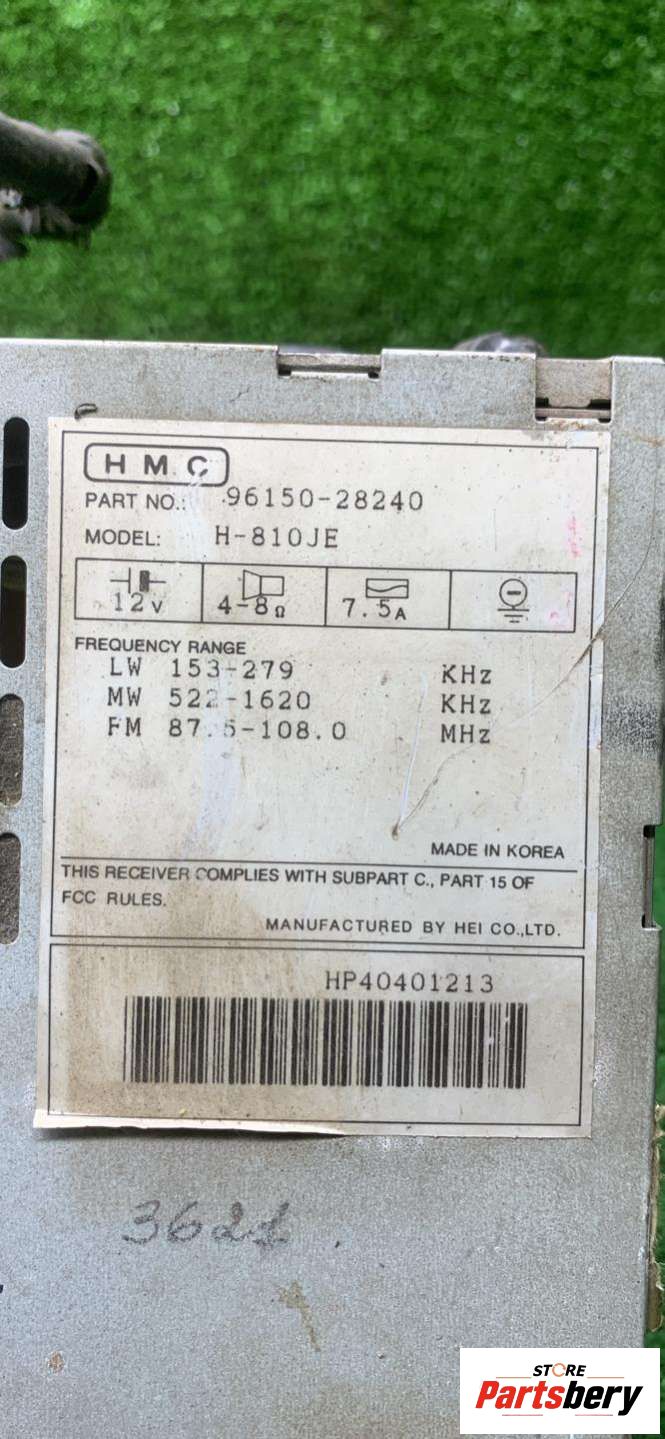 H M C
PART NO.: 96150-28240
MODEL: H-810JE
12V 4-8Ω 7.5A
FREQUENCY RANGE
LW 153-279 KHz
MW 522-1620 KHz
FM 87.5-108.0 MHz
MADE IN KOREA
THIS RECEIVER COMPLIES WITH SUBPART C., PART 15 OF
FCC RULES.
MANUFACTURED BY HEI CO.,LTD.
HP40401213
3621
STORE
Partsbery